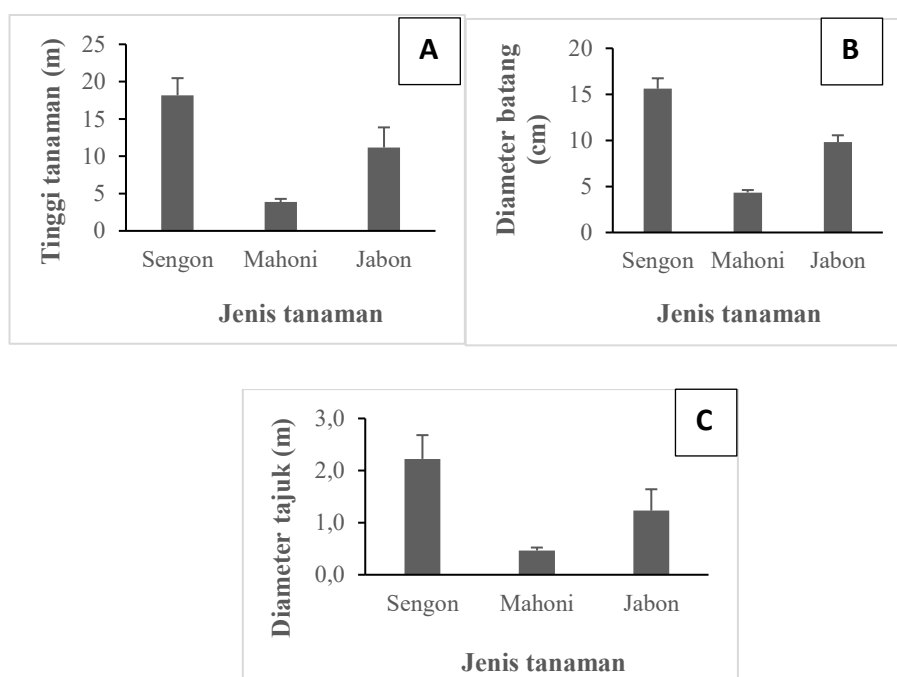 A
Tinggi tanaman (m)
25
20
15
10
5
0
Sengon Mahoni Jabon
Jenis tanaman
B
Diameter batang
(cm)
20
15
10
5
0
Sengon Mahoni Jabon
Jenis tanaman
C
Diameter tajuk (m)
3,0
2,0
1,0
0,0
Sengon Mahoni Jabon
Jenis tanaman